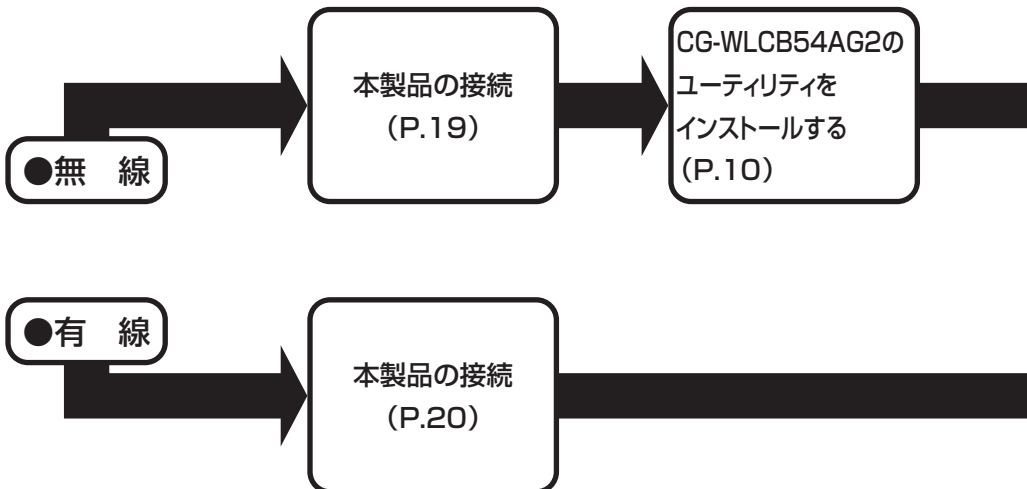 ●無　線
本製品の接続
（P.19）
CG-WLCB54AG2の
ユーティリティを
インストールする
（P.10）
●有　線
本製品の接続
（P.20）